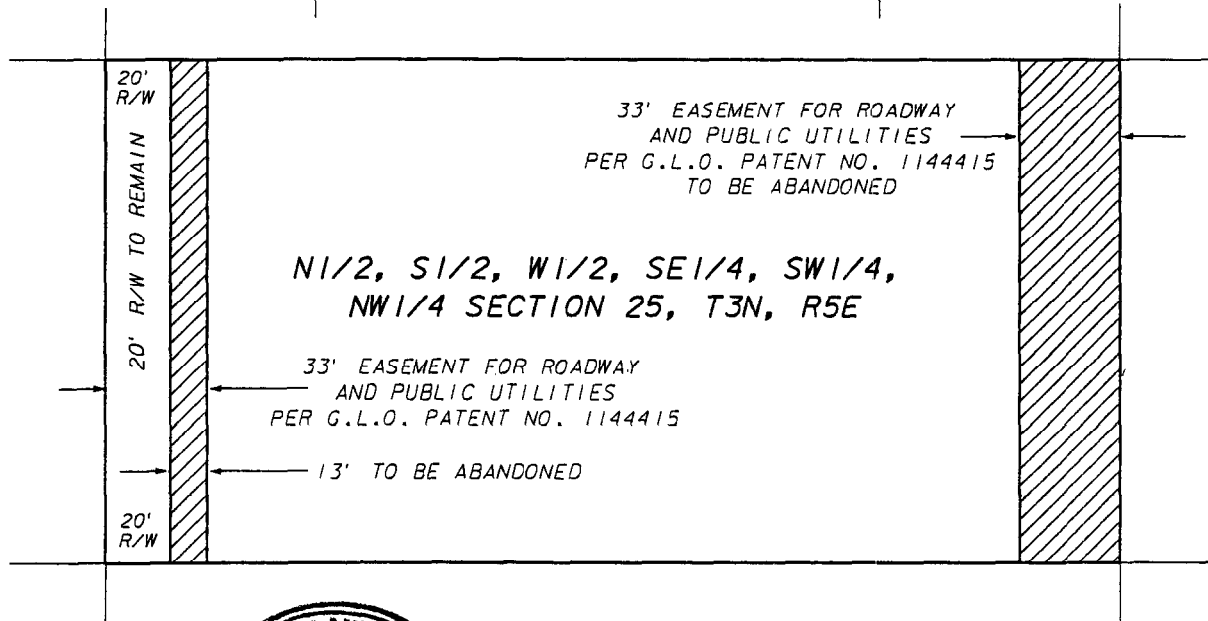 20'
R/W
20' R/W TO REMAIN
33' EASEMENT FOR ROADWAY
AND PUBLIC UTILITIES
PER G.L.O. PATENT NO. 1144415
TO BE ABANDONED
N1/2, S1/2, W1/2, SE1/4, SW1/4,
NW1/4 SECTION 25, T3N, R5E
33' EASEMENT FOR ROADWAY
AND PUBLIC UTILITIES
PER G.L.O. PATENT NO. 1144415
13' TO BE ABANDONED
20'
R/W